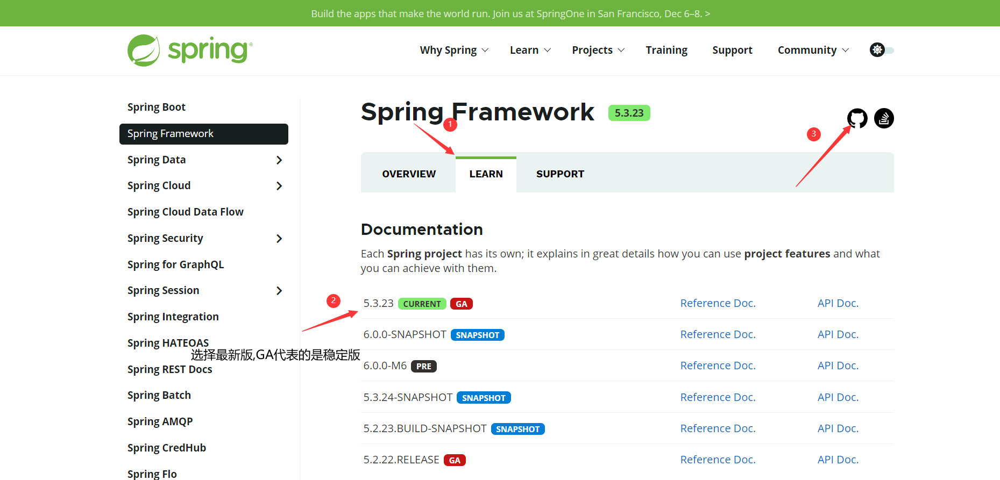 Build the apps that make the world run. Join us at SpringOne in San Francisco, Dec 6–8. >
spring®
Why Spring
Learn
Projects
Training
Support
Community
Spring Boot
Spring Framework
Spring Data
Spring Cloud
Spring Cloud Data Flow
Spring Security
Spring for GraphQL
Spring Session
Spring Integration
Spring HATEOAS
Spring REST Docs
Spring Batch
Spring AMQP
Spring CredHub
Spring Flo
Spring Framework 5.3.23
1
3
OVERVIEW LEARN SUPPORT
Documentation
Each Spring project has its own; it explains in great details how you can use project features and what
you can achieve with them.
2
5.3.23 CURRENT GA Reference Doc. API Doc.
6.0.0-SNAPSHOT SNAPSHOT Reference Doc. API Doc.
选择最新版,GA代表的是稳定版
6.0.0-M6 PRE Reference Doc. API Doc.
5.3.24-SNAPSHOT SNAPSHOT Reference Doc. API Doc.
5.2.23.BUILD-SNAPSHOT SNAPSHOT Reference Doc. API Doc.
5.2.22.RELEASE GA Reference Doc. API Doc.